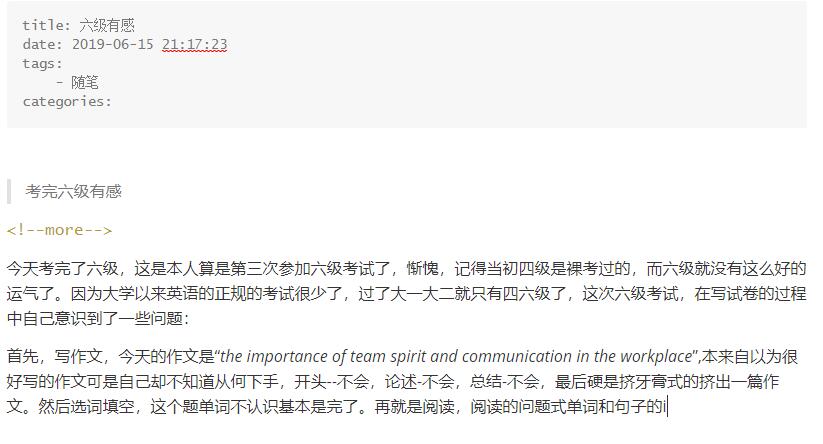 title: 六级有感
date: 2019-06-15 21:17:23
tags:
    - 随笔
categories:
考完六级有感
<!--more-->
今天考完了六级，这是本人算是第三次参加六级考试了，惭愧，记得当初四级是裸考过的，而六级就没有这么好的
运气了。因为大学以来英语的正规的考试很少了，过了大一大二就只有四六级了，这次六级考试，在写试卷的过程
中自己意识到了一些问题：
首先，写作文，今天的作文是“the importance of team spirit and communication in the workplace”,本来自以为很
好写的作文可是自己却不知道从何下手，开头--不会，论述-不会，总结-不会，最后硬是挤牙膏式的挤出一篇作
文。然后选词填空，这个题单词不认识基本是完了。再就是阅读，阅读的问题式单词和句子的i